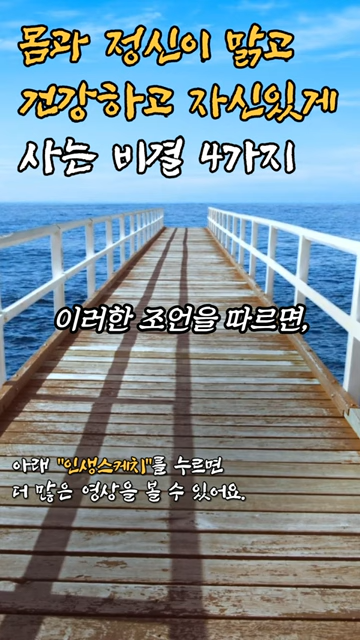 몸과 정신이 맑고
건강하고 자신있게
사는 비결 4가지
이러한 조언을 따르면,
아래 "인생스케치"를 누르면
더 많은 영상을 볼 수 있어요.